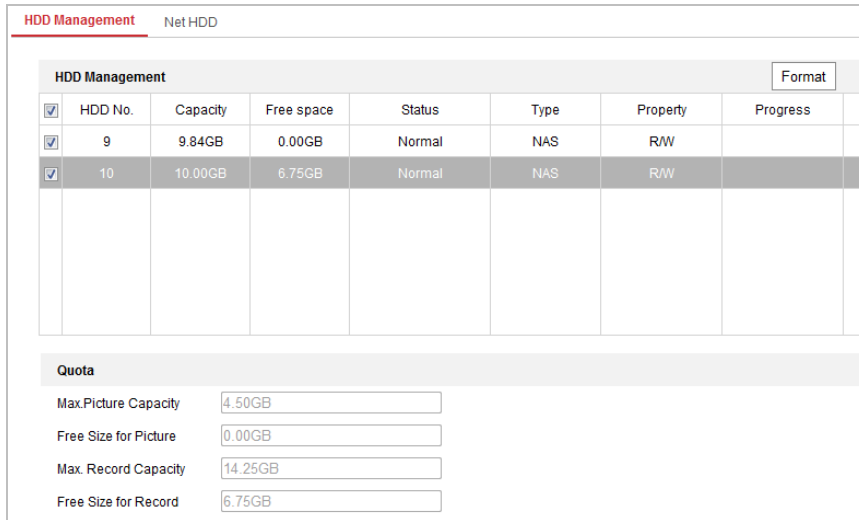 HDD Management Net HDD
HDD Management Format
HDD No. Capacity Free space Status Type Property Progress
9 9.84GB 0.00GB Normal NAS R/W
10 10.00GB 6.75GB Normal NAS R/W
Quota
Max.Picture Capacity 4.50GB
Free Size for Picture 0.00GB
Max. Record Capacity 14.25GB
Free Size for Record 6.75GB